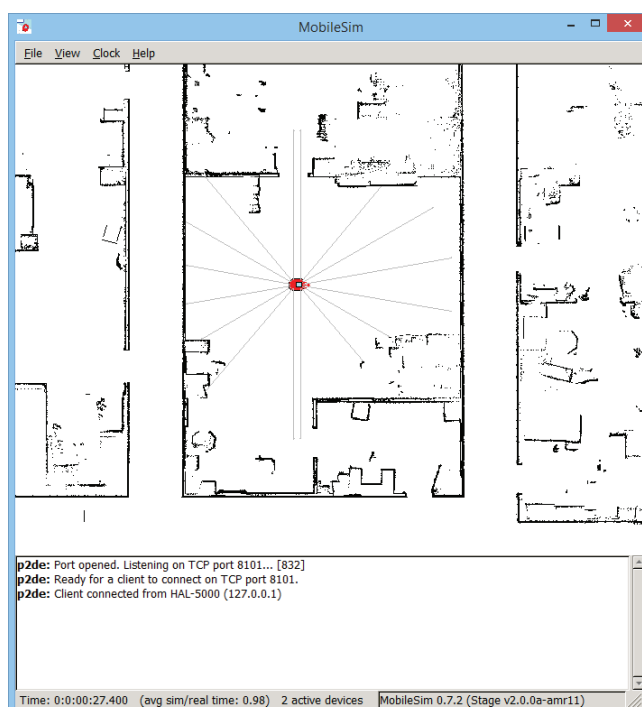 MobileSim
File View Clock Help
p2de: Port opened. Listening on TCP port 8101... [832]
p2de: Ready for a client to connect on TCP port 8101.
p2de: Client connected from HAL-5000 (127.0.0.1)
Time: 0:0:00:27.400 (avg sim/real time: 0.98) 2 active devices MobileSim 0.7.2 (Stage v2.0.0a-amr11)